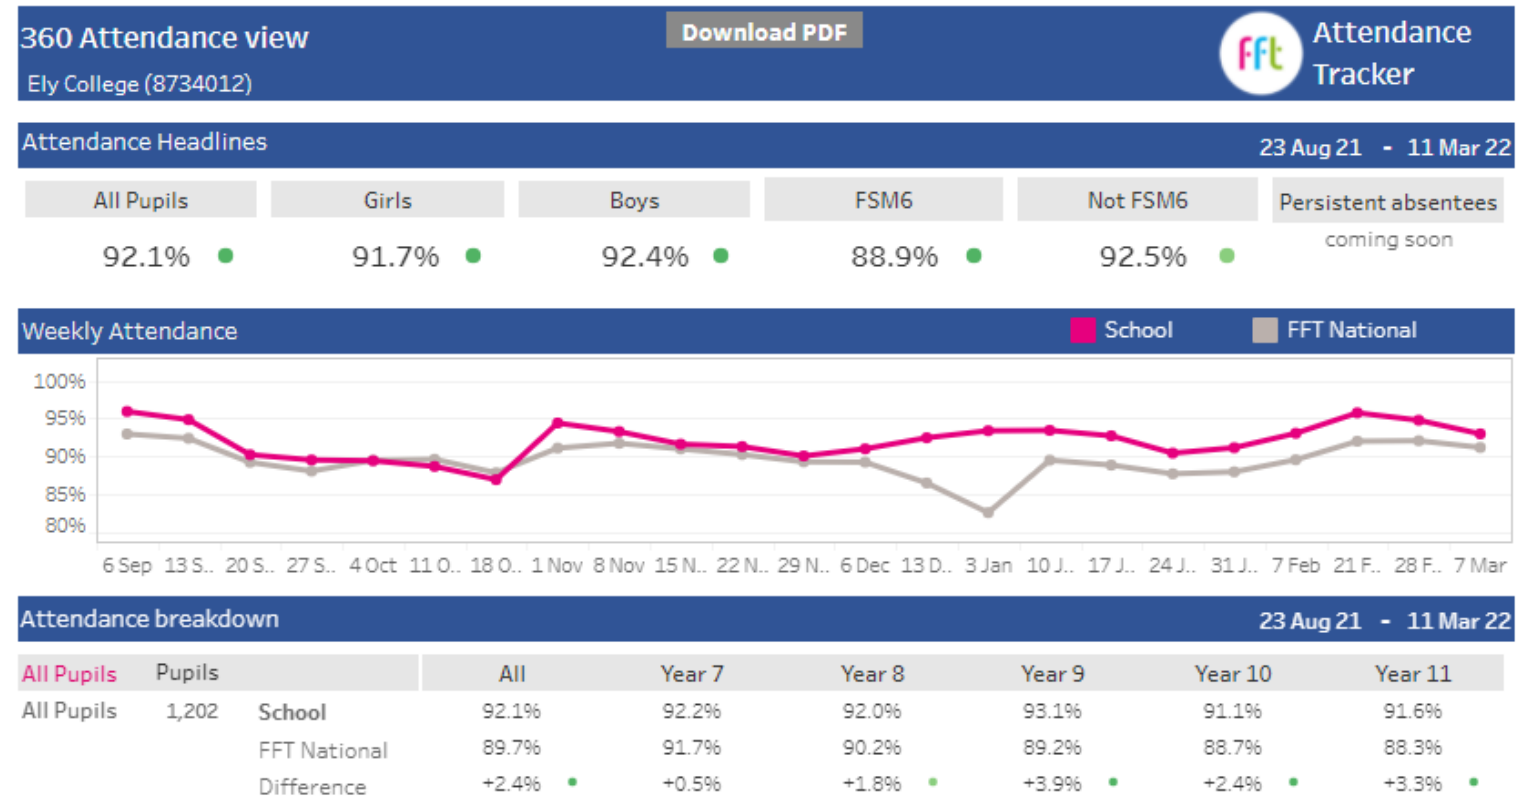 360 Attendance view
Download PDF
fft
Attendance
Tracker
Ely College (8734012)
Attendance Headlines
23 Aug 21 - 11 Mar 22
All Pupils Girls Boys FSM6 Not FSM6 Persistent absentees
92.1% 91.7% 92.4% 88.9% 92.5% coming soon
Weekly Attendance School FFT National
100%
95%
90%
85%
80%
6 Sep 13 S.. 20 S.. 27 S.. 4 Oct 11 O.. 18 O.. 1 Nov 8 Nov 15 N.. 22 N.. 29 N.. 6 Dec 13 D.. 3 Jan 10 J.. 17 J.. 24 J.. 31 J.. 7 Feb 21 F.. 28 F.. 7 Mar
Attendance breakdown 23 Aug 21 - 11 Mar 22
All Pupils Pupils All Year 7 Year 8 Year 9 Year 10 Year 11
All Pupils 1,202 School 92.1% 92.2% 92.0% 93.1% 91.1% 91.6%
FFT National 89.7% 91.7% 90.2% 89.2% 88.7% 88.3%
Difference +2.4% +0.5% +1.8% +3.9% +2.4% +3.3%